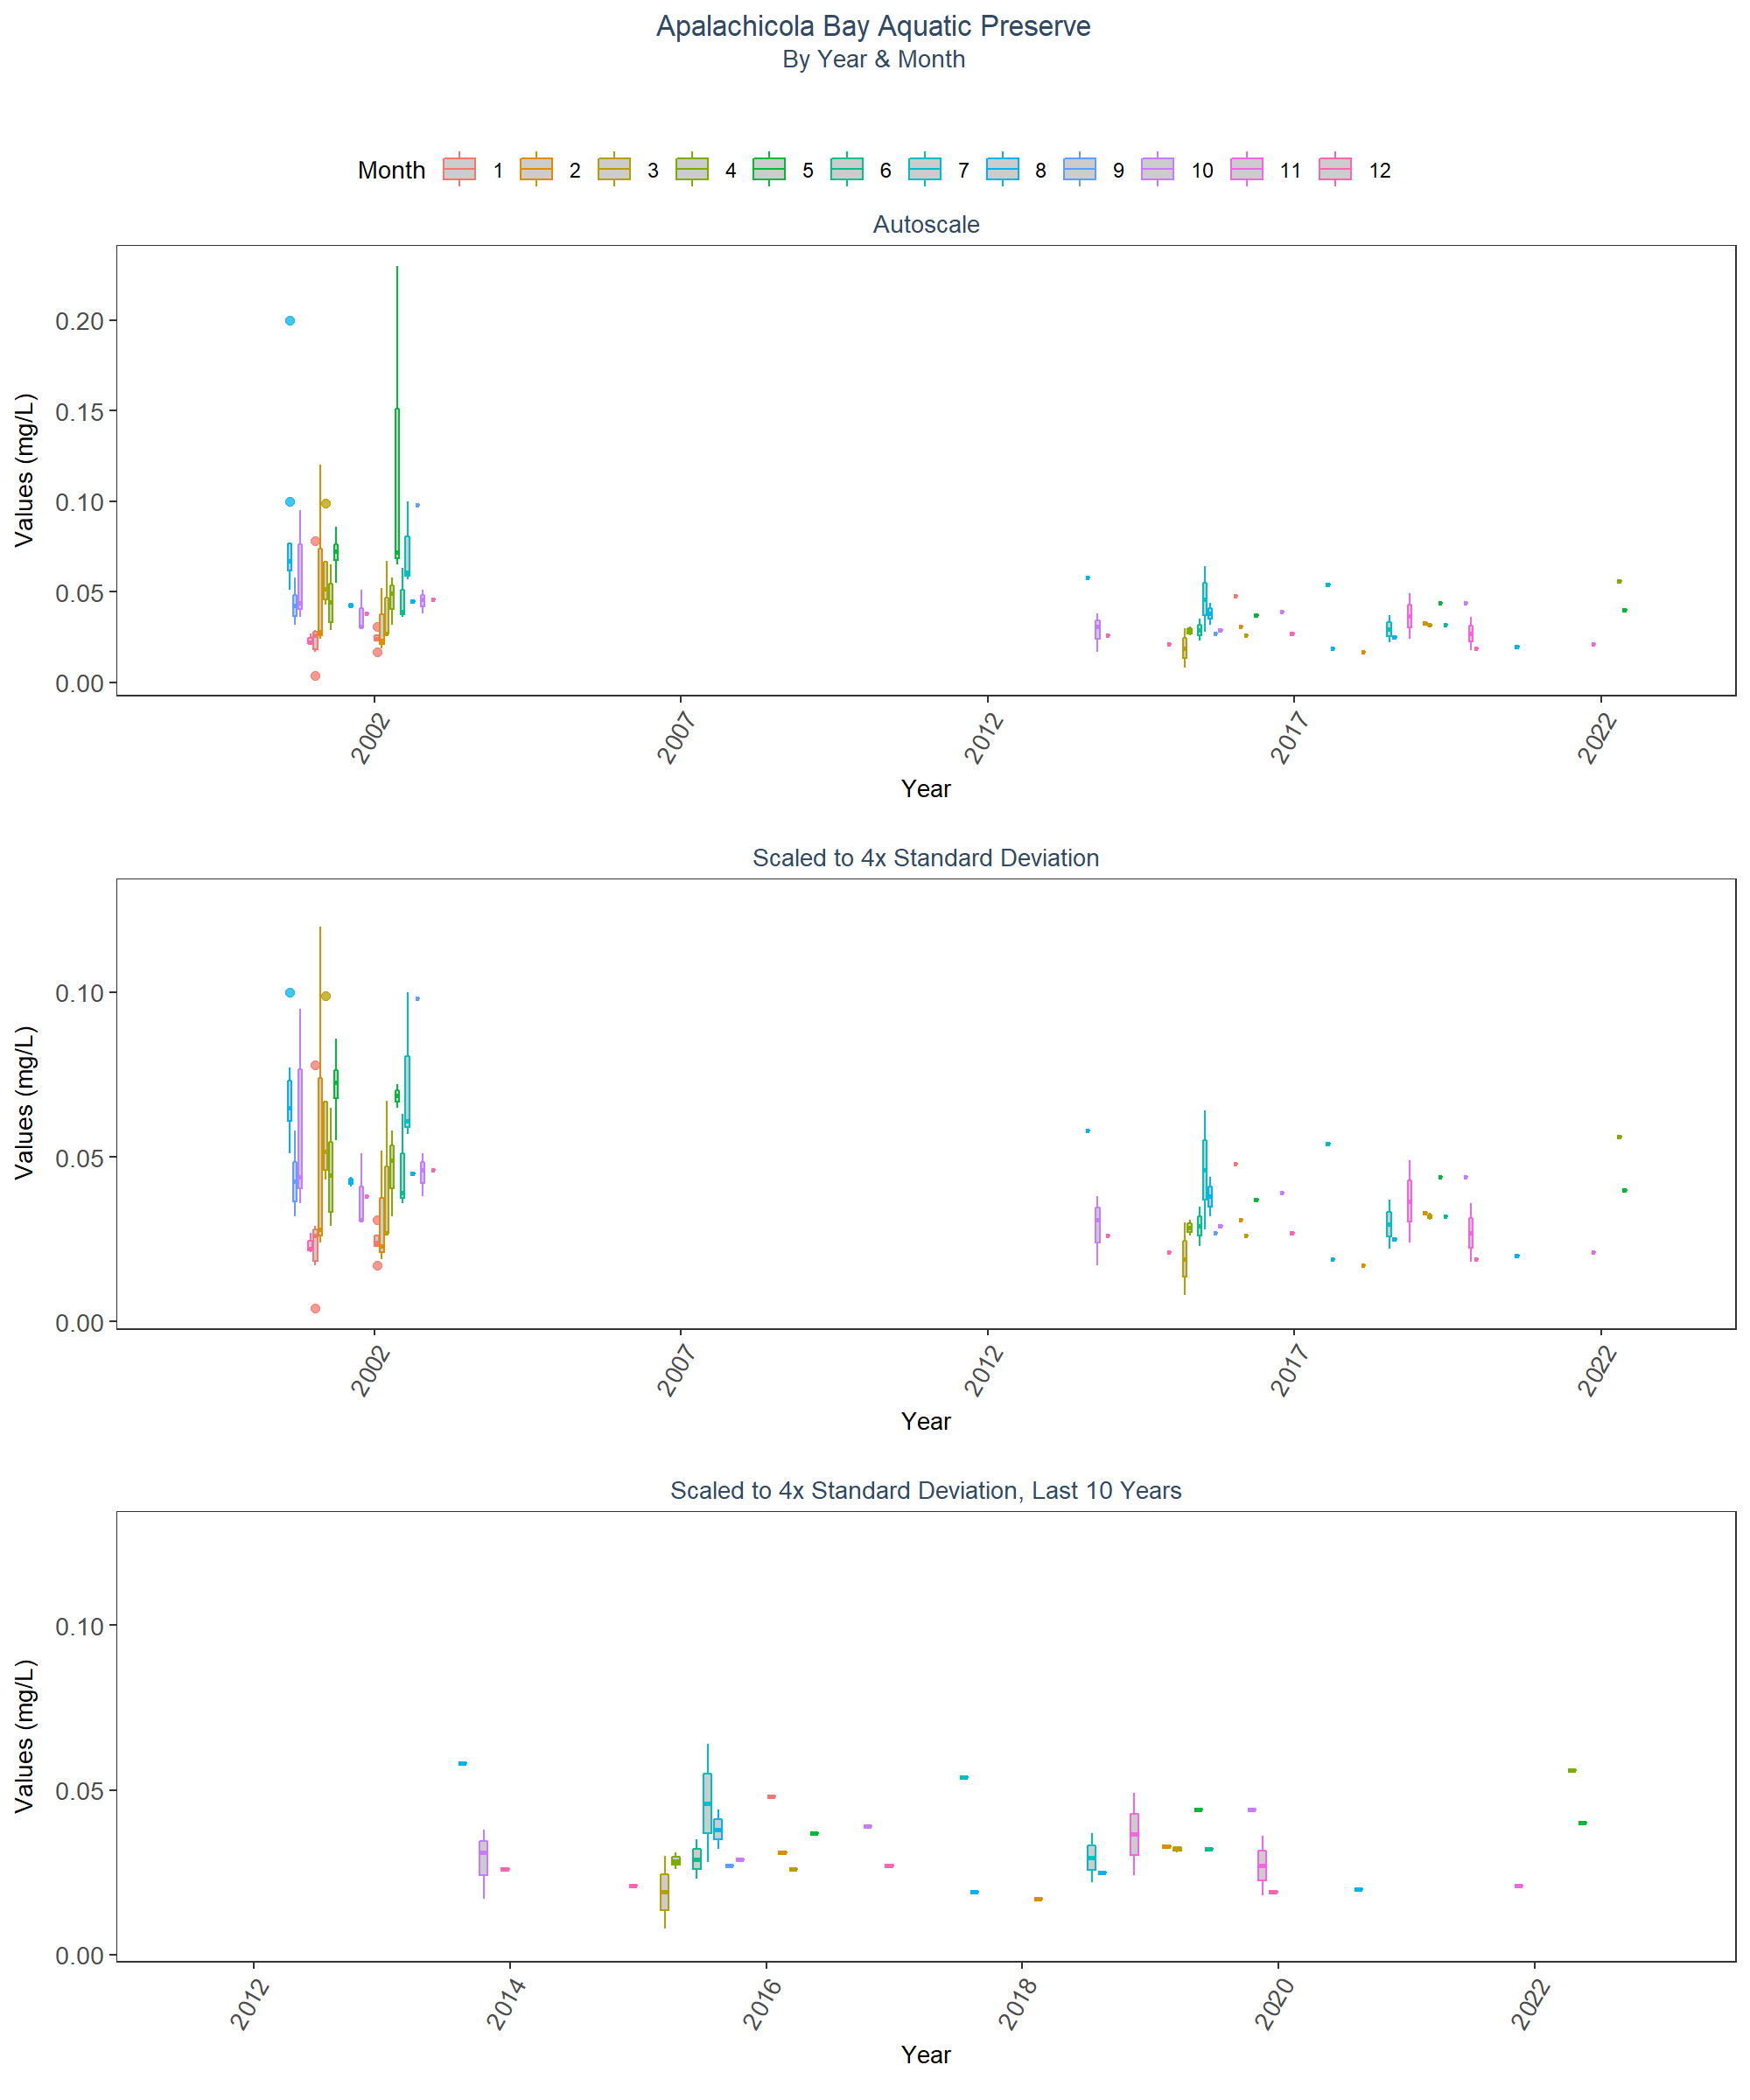 Apalachicola Bay Aquatic Preserve
By Year & Month
Month 1 2 3 4 5 6 7 8 9 10 11 12
Autoscale
Values (mg/L)
0.20
0.15
0.10
0.05
0.00
2002 2007 2012 2017 2022
Year
Scaled to 4x Standard Deviation
Values (mg/L)
0.10
0.05
0.00
2002 2007 2012 2017 2022
Year
Scaled to 4x Standard Deviation, Last 10 Years
Values (mg/L)
0.10
0.05
0.00
2012 2014 2016 2018 2020 2022
Year